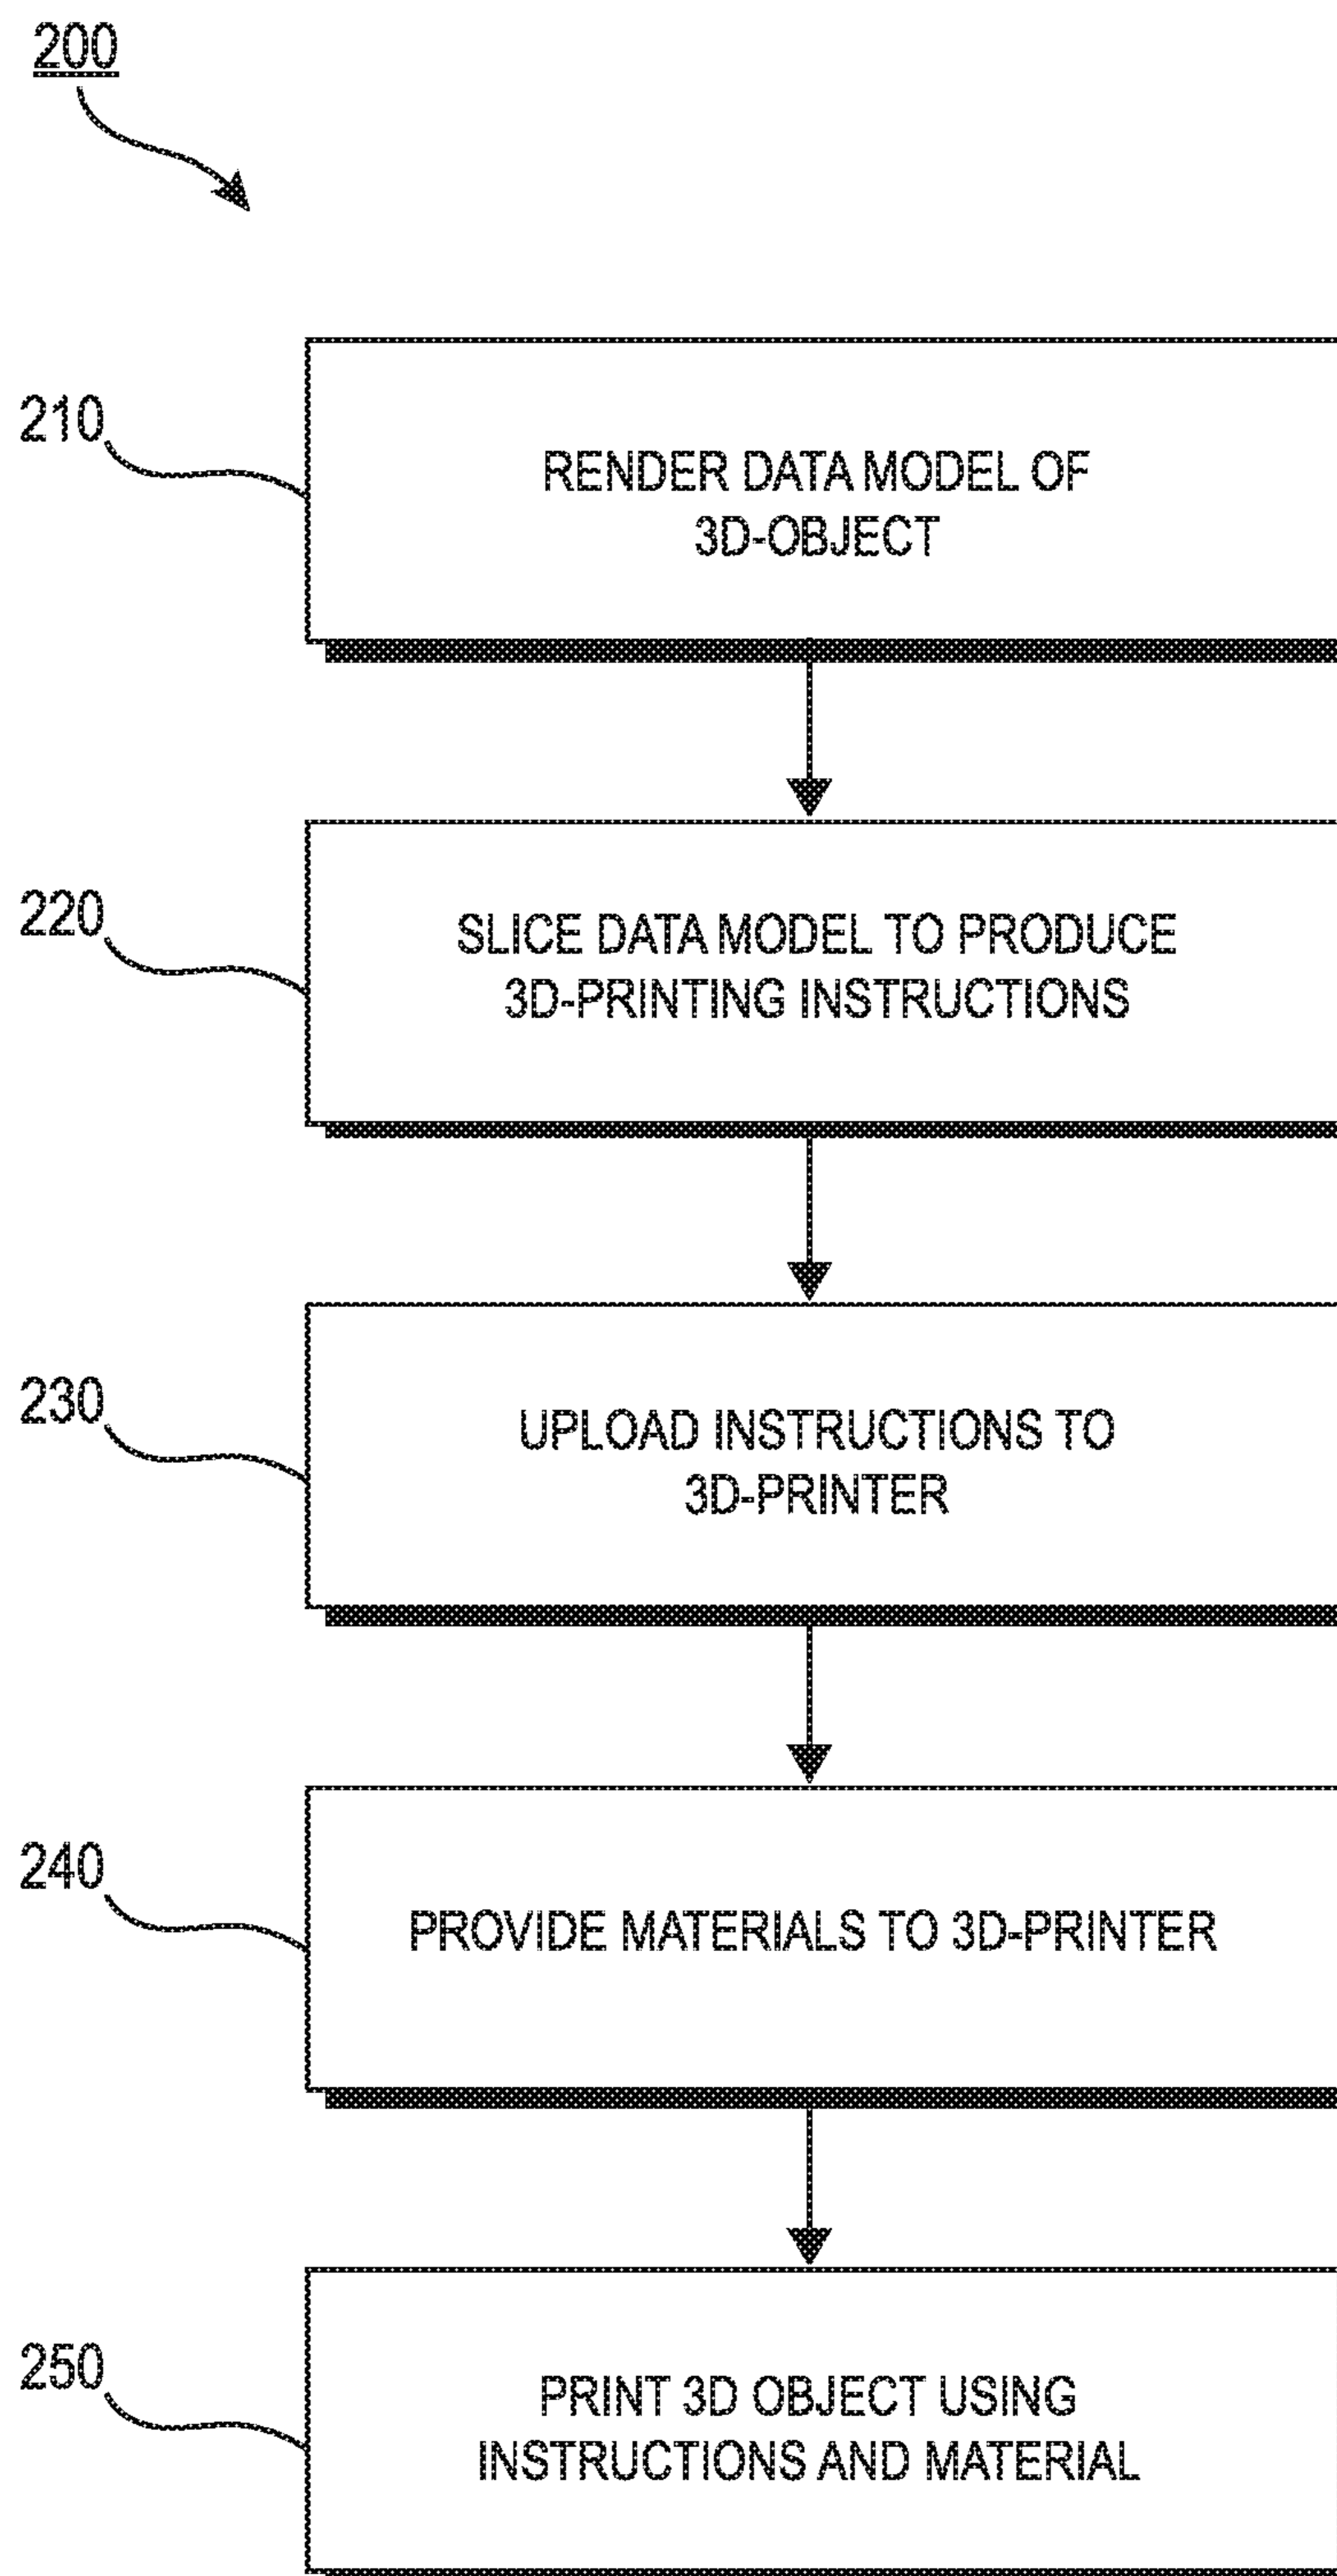 200
210
RENDER DATA MODEL OF
3D-OBJECT
220
SLICE DATA MODEL TO PRODUCE
3D-PRINTING INSTRUCTIONS
230
UPLOAD INSTRUCTIONS TO
3D-PRINTER
240
PROVIDE MATERIALS TO 3D-PRINTER
250
PRINT 3D OBJECT USING
INSTRUCTIONS AND MATERIAL